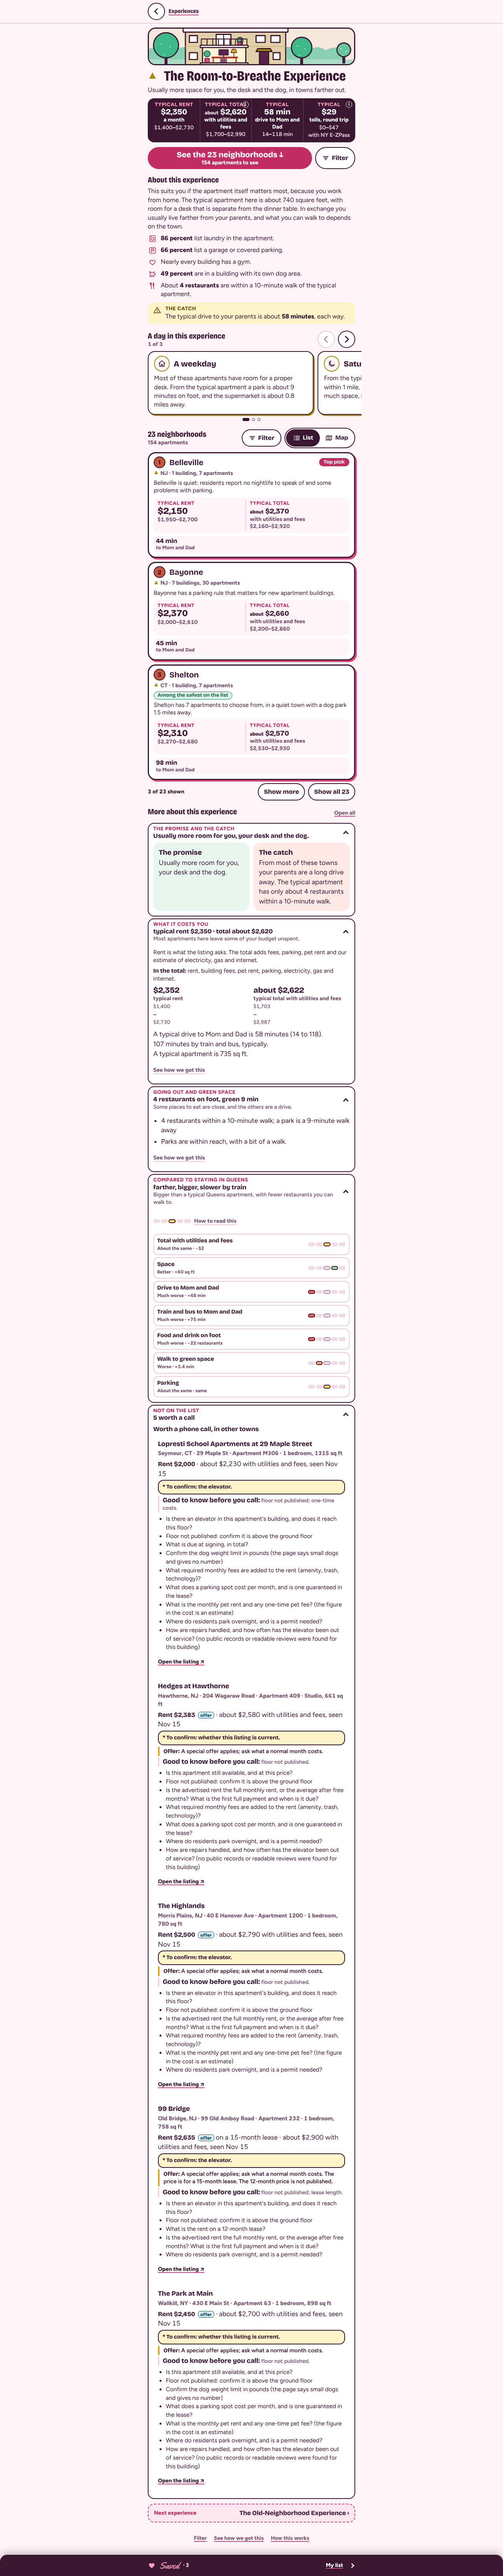 Experiences
The Room-to-Breathe Experience
Usually more space for you, the desk and the dog, in towns farther out.
TYPICAL RENT
$2,350
a month
$1,400–$2,730
TYPICAL TOTAL
about $2,620
with utilities and
fees
$1,700–$2,990
TYPICAL
58 min
drive to Mom and
Dad
14–118 min
TYPICAL
$29
tolls, round trip
$0–$47
with NY E-ZPass
See the 23 neighborhoods ↓
154 apartments to see
Filter
About this experience
This suits you if the apartment itself matters most, because you work
from home. The typical apartment here is about 740 square feet, with
room for a desk that is separate from the dinner table. In exchange you
usually live farther from your parents, and what you can walk to depends
on the town.
86 percent list laundry in the apartment.
66 percent list a garage or covered parking.
Nearly every building has a gym.
49 percent are in a building with its own dog area.
About 4 restaurants are within a 10-minute walk of the typical
apartment.
THE CATCH
The typical drive to your parents is about 58 minutes, each way.
A day in this experience
1 of 3
A weekday
Most of these apartments have room for a proper
desk. From the typical apartment a park is about 9
minutes on foot, and the supermarket is about 0.8
miles away.
Satu
From the typi
within 1 mile,
much space, 
23 neighborhoods
154 apartments
Filter
List
Map
1
Belleville
Top pick
NJ · 1 building, 7 apartments
Belleville is quiet: residents report no nightlife to speak of and some
problems with parking.
TYPICAL RENT
$2,150
$1,950–$2,700
TYPICAL TOTAL
about $2,370
with utilities and fees
$2,160–$2,920
44 min
to Mom and Dad
2
Bayonne
NJ · 7 buildings, 30 apartments
Bayonne has a parking rule that matters for new apartment buildings.
TYPICAL RENT
$2,370
$2,000–$2,610
TYPICAL TOTAL
about $2,660
with utilities and fees
$2,200–$2,860
45 min
to Mom and Dad
3
Shelton
CT · 1 building, 7 apartments
Among the safest on the list
Shelton has 7 apartments to choose from, in a quiet town with a dog park
1.5 miles away.
TYPICAL RENT
$2,310
$2,270–$2,680
TYPICAL TOTAL
about $2,570
with utilities and fees
$2,530–$2,930
98 min
to Mom and Dad
3 of 23 shown
Show more
Show all 23
More about this experience
Open all
THE PROMISE AND THE CATCH
Usually more room for you, your desk and the dog.
The promise
Usually more room for you,
your desk and the dog.
The catch
From most of these towns
your parents are a long drive
away. The typical apartment
has only about 4 restaurants
within a 10-minute walk.
WHAT IT COSTS YOU
typical rent $2,350 · total about $2,620
Most apartments here leave some of your budget unspent.
Rent is what the listing asks. The total adds fees, parking, pet rent and our
estimate of electricity, gas and internet.
In the total: rent, building fees, pet rent, parking, electricity, gas and
internet.
$2,352
typical rent
$1,400
–
$2,730
about $2,622
typical total with utilities and fees
$1,703
–
$2,987
A typical drive to Mom and Dad is 58 minutes (14 to 118).
107 minutes by train and bus, typically.
A typical apartment is 735 sq ft.
See how we got this
GOING OUT AND GREEN SPACE
4 restaurants on foot, green 9 min
Some places to eat are close, and the others are a drive.
4 restaurants within a 10-minute walk; a park is a 9-minute walk
away
Parks are within reach, with a bit of a walk.
See how we got this
COMPARED TO STAYING IN QUEENS
farther, bigger, slower by train
Bigger than a typical Queens apartment, with fewer restaurants you can
walk to.
How to read this
Total with utilities and fees
About the same · −$2
Space
Better · +60 sq ft
Drive to Mom and Dad
Much worse · +48 min
Train and bus to Mom and Dad
Much worse · +75 min
Food and drink on foot
Much worse · −22 restaurants
Walk to green space
Worse · +3.4 min
Parking
About the same · same
NOT ON THE LIST
5 worth a call
Worth a phone call, in other towns
Lopresti School Apartments at 29 Maple Street
Seymour, CT · 29 Maple St · Apartment M306 · 1 bedroom, 1315 sq ft
Rent $2,000 · about $2,230 with utilities and fees, seen Nov
15
* To confirm: the elevator.
Good to know before you call: floor not published; one-time
costs.
Is there an elevator in this apartment's building, and does it reach
this floor?
Floor not published: confirm it is above the ground floor
What is due at signing, in total?
Confirm the dog weight limit in pounds (the page says small dogs
and gives no number)
What required monthly fees are added to the rent (amenity, trash,
technology)?
What does a parking spot cost per month, and is one guaranteed in
the lease?
What is the monthly pet rent and any one-time pet fee? (the figure
in the cost is an estimate)
Where do residents park overnight, and is a permit needed?
How are repairs handled, and how often has the elevator been out
of service? (no public records or readable reviews were found for
this building)
Open the listing ↗
Hedges at Hawthorne
Hawthorne, NJ · 204 Wagaraw Road · Apartment 409 · Studio, 661 sq
ft
Rent $2,383 offer · about $2,580 with utilities and fees, seen
Nov 15
* To confirm: whether this listing is current.
Offer: A special offer applies; ask what a normal month costs.
Good to know before you call: floor not published.
Is this apartment still available, and at this price?
Floor not published: confirm it is above the ground floor
Is the advertised rent the full monthly rent, or the average after free
months? What is the first full payment and when is it due?
What required monthly fees are added to the rent (amenity, trash,
technology)?
What does a parking spot cost per month, and is one guaranteed in
the lease?
Where do residents park overnight, and is a permit needed?
How are repairs handled, and how often has the elevator been out
of service? (no public records or readable reviews were found for
this building)
Open the listing ↗
The Highlands
Morris Plains, NJ · 40 E Hanover Ave · Apartment 1200 · 1 bedroom,
780 sq ft
Rent $2,500 offer · about $2,790 with utilities and fees, seen
Nov 15
* To confirm: the elevator.
Offer: A special offer applies; ask what a normal month costs.
Good to know before you call: floor not published.
Is there an elevator in this apartment's building, and does it reach
this floor?
Floor not published: confirm it is above the ground floor
Is the advertised rent the full monthly rent, or the average after free
months? What is the first full payment and when is it due?
What required monthly fees are added to the rent (amenity, trash,
technology)?
What is the monthly pet rent and any one-time pet fee? (the figure
in the cost is an estimate)
Where do residents park overnight, and is a permit needed?
Open the listing ↗
99 Bridge
Old Bridge, NJ · 99 Old Amboy Road · Apartment 232 · 1 bedroom,
758 sq ft
Rent $2,635 offer on a 15-month lease · about $2,900 with
utilities and fees, seen Nov 15
* To confirm: the elevator.
Offer: A special offer applies; ask what a normal month costs. The
price is for a 15-month lease. The 12-month price is not published.
Good to know before you call: floor not published; lease length.
Is there an elevator in this apartment's building, and does it reach
this floor?
Floor not published: confirm it is above the ground floor
What is the rent on a 12-month lease?
Is the advertised rent the full monthly rent, or the average after free
months? What is the first full payment and when is it due?
Where do residents park overnight, and is a permit needed?
Open the listing ↗
The Park at Main
Wallkill, NY · 430 E Main St · Apartment 63 · 1 bedroom, 898 sq ft
Rent $2,450 offer · about $2,700 with utilities and fees, seen
Nov 15
* To confirm: whether this listing is current.
Offer: A special offer applies; ask what a normal month costs.
Good to know before you call: floor not published.
Is this apartment still available, and at this price?
Floor not published: confirm it is above the ground floor
Confirm the dog weight limit in pounds (the page says small dogs
and gives no number)
What does a parking spot cost per month, and is one guaranteed in
the lease?
What is the monthly pet rent and any one-time pet fee? (the figure
in the cost is an estimate)
Where do residents park overnight, and is a permit needed?
How are repairs handled, and how often has the elevator been out
of service? (no public records or readable reviews were found for
this building)
Open the listing ↗
Next experience
The Old-Neighborhood Experience ›
Filter
See how we got this
How this works
Saved · 3
My list